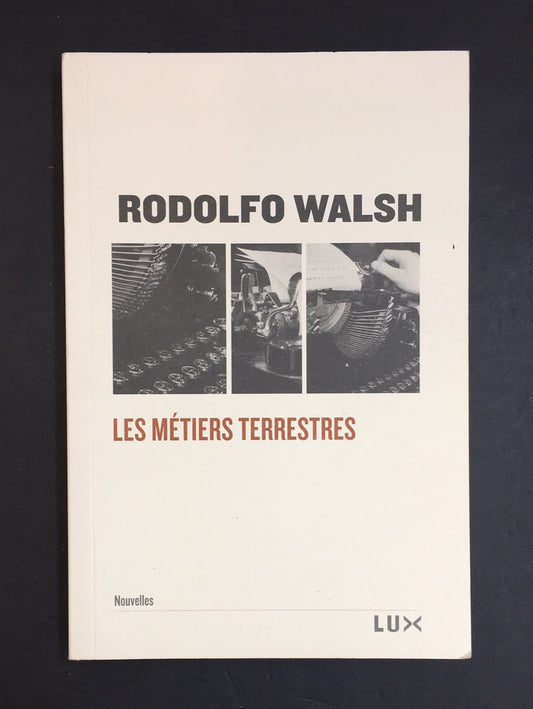 RODOLFO WALSH
LES MÉTIERS TERRESTRES
Nouvelles
LUX